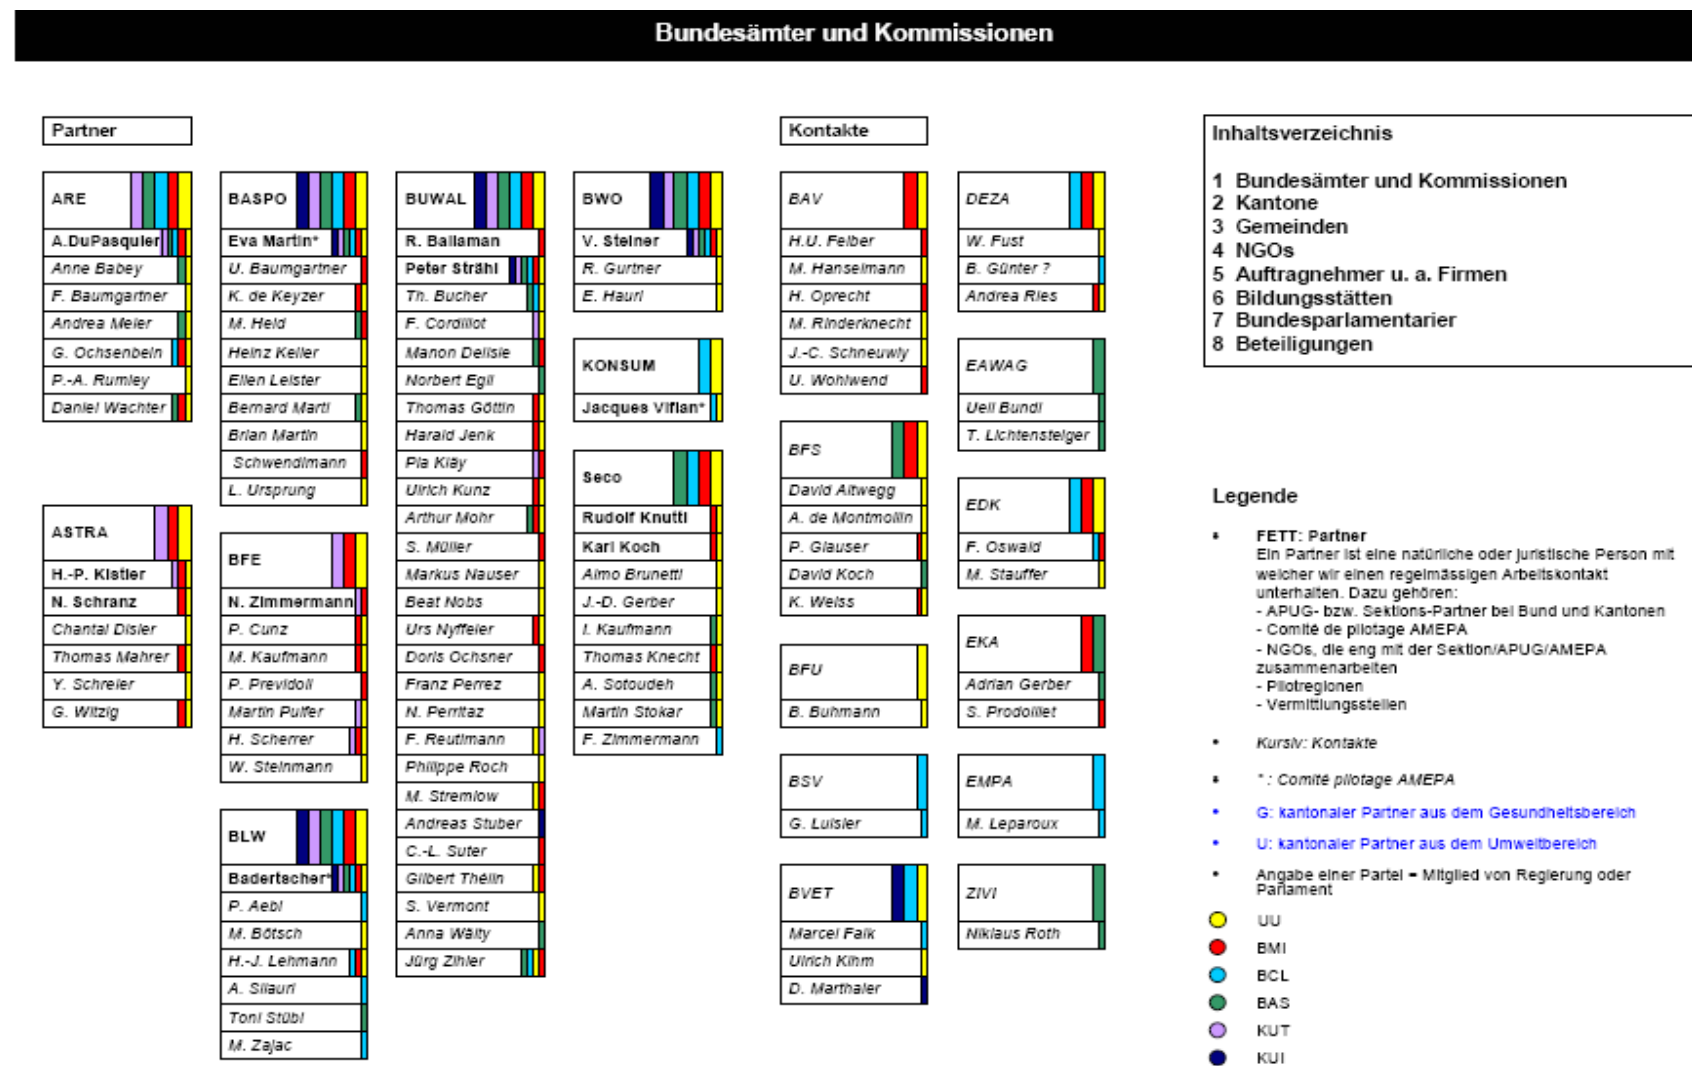 Bundesämter und Kommissionen
Partner
ARE
A.DuPasquier
Anne Babey
F. Baumgartner
Andrea Meier
G. Ochsenbein
P.-A. Rumley
Daniel Wachter
ASTRA
H.-P. Kistler
N. Schranz
Chantal Disler
Thomas Mahrer
Y. Schreier
G. Witzig
BASPO
Eva Martin*
U. Baumgartner
K. de Keyzer
M. Held
Heinz Keller
Ellen Leister
Bernard Marti
Brian Martin
Schwendimann
L. Ursprung
BFE
N. Zimmermann
P. Cunz
M. Kaufmann
P. Previdoli
Martin Pulfer
H. Scherrer
W. Steinmann
BLW
Badertscher*
P. Aebi
M. Bötsch
H.-J. Lehmann
A. Silauri
Toni Stübi
M. Zajac
BUWAL
R. Ballaman
Peter Strähl
Th. Bucher
F. Cordillot
Manon Delisle
Norbert Egli
Thomas Göttin
Harald Jenk
Pia Kläy
Ulrich Kunz
Arthur Mohr
S. Müller
Markus Nauser
Beat Nobs
Urs Nyffeler
Doris Ochsner
Franz Perrez
N. Perritaz
F. Reutimann
Philippe Roch
M. Stremlow
Andreas Stuber
C.-L. Suter
Gilbert Thélin
S. Vermont
Anna Wälty
Jürg Zihler
BWO
V. Steiner
R. Gurtner
E. Hauri
KONSUM
Jacques Vifian*
Seco
Rudolf Knutti
Karl Koch
Aimo Brunetti
J.-D. Gerber
I. Kaufmann
Thomas Knecht
A. Sotoudeh
Martin Stokar
F. Zimmermann
Kontakte
BAV
H.U. Felber
M. Hanselmann
H. Oprecht
M. Rinderknecht
J.-C. Schneuwly
U. Wohlwend
BFS
David Altwegg
A. de Montmollin
P. Glauser
David Koch
K. Weiss
BFU
B. Buhmann
BSV
G. Luisier
BVET
Marcel Falk
Ulrich Kihm
D. Marthaler
DEZA
W. Fust
B. Günter ?
Andrea Ries
EAWAG
Ueli Bundi
T. Lichtensteiger
EDK
F. Oswald
M. Stauffer
EKA
Adrian Gerber
S. Prodolliet
EMPA
M. Leparoux
ZIVI
Niklaus Roth
Inhaltsverzeichnis
1 Bundesämter und Kommissionen
2 Kantone
3 Gemeinden
4 NGOs
5 Auftragnehmer u. a. Firmen
6 Bildungsstätten
7 Bundesparlamentarier
8 Beteiligungen
Legende
• FETT: Partner
Ein Partner ist eine natürliche oder juristische Person mit
welcher wir einen regelmässigen Arbeitskontakt
unterhalten. Dazu gehören:
- APUG- bzw. Sektions-Partner bei Bund und Kantonen
- Comité de pilotage AMEPA
- NGOs, die eng mit der Sektion/APUG/AMEPA
zusammenarbeiten
- Pilotregionen
- Vermittlungsstellen
• Kursiv: Kontakte
• * : Comité pilotage AMEPA
• G: kantonaler Partner aus dem Gesundheitsbereich
• U: kantonaler Partner aus dem Umweltbereich
• Angabe einer Partei = Mitglied von Regierung oder
Parlament
UU
BMI
BCL
BAS
KUT
KUI